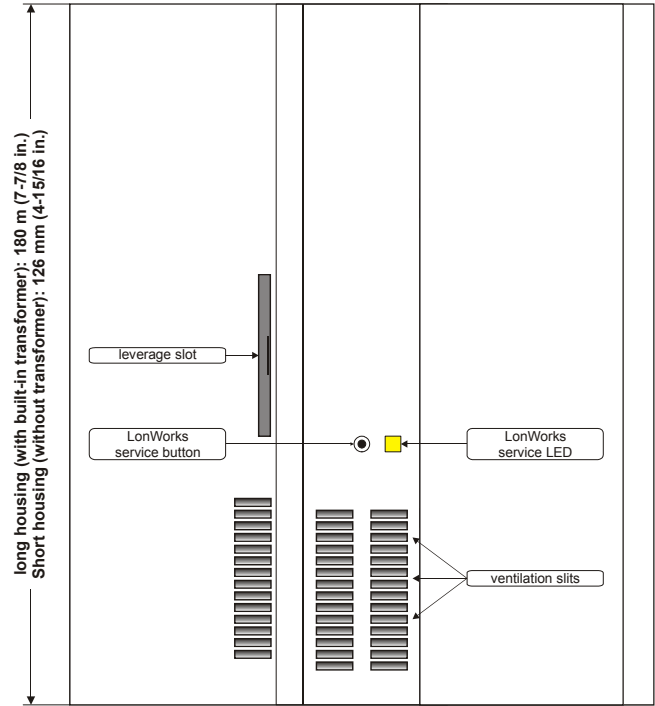 long housing (with built-in transformer): 180 m (7-7/8 in.)
Short housing (without transformer): 126 mm (4-15/16 in.)
leverage slot
LonWorks
service button
LonWorks
service LED
ventilation slits